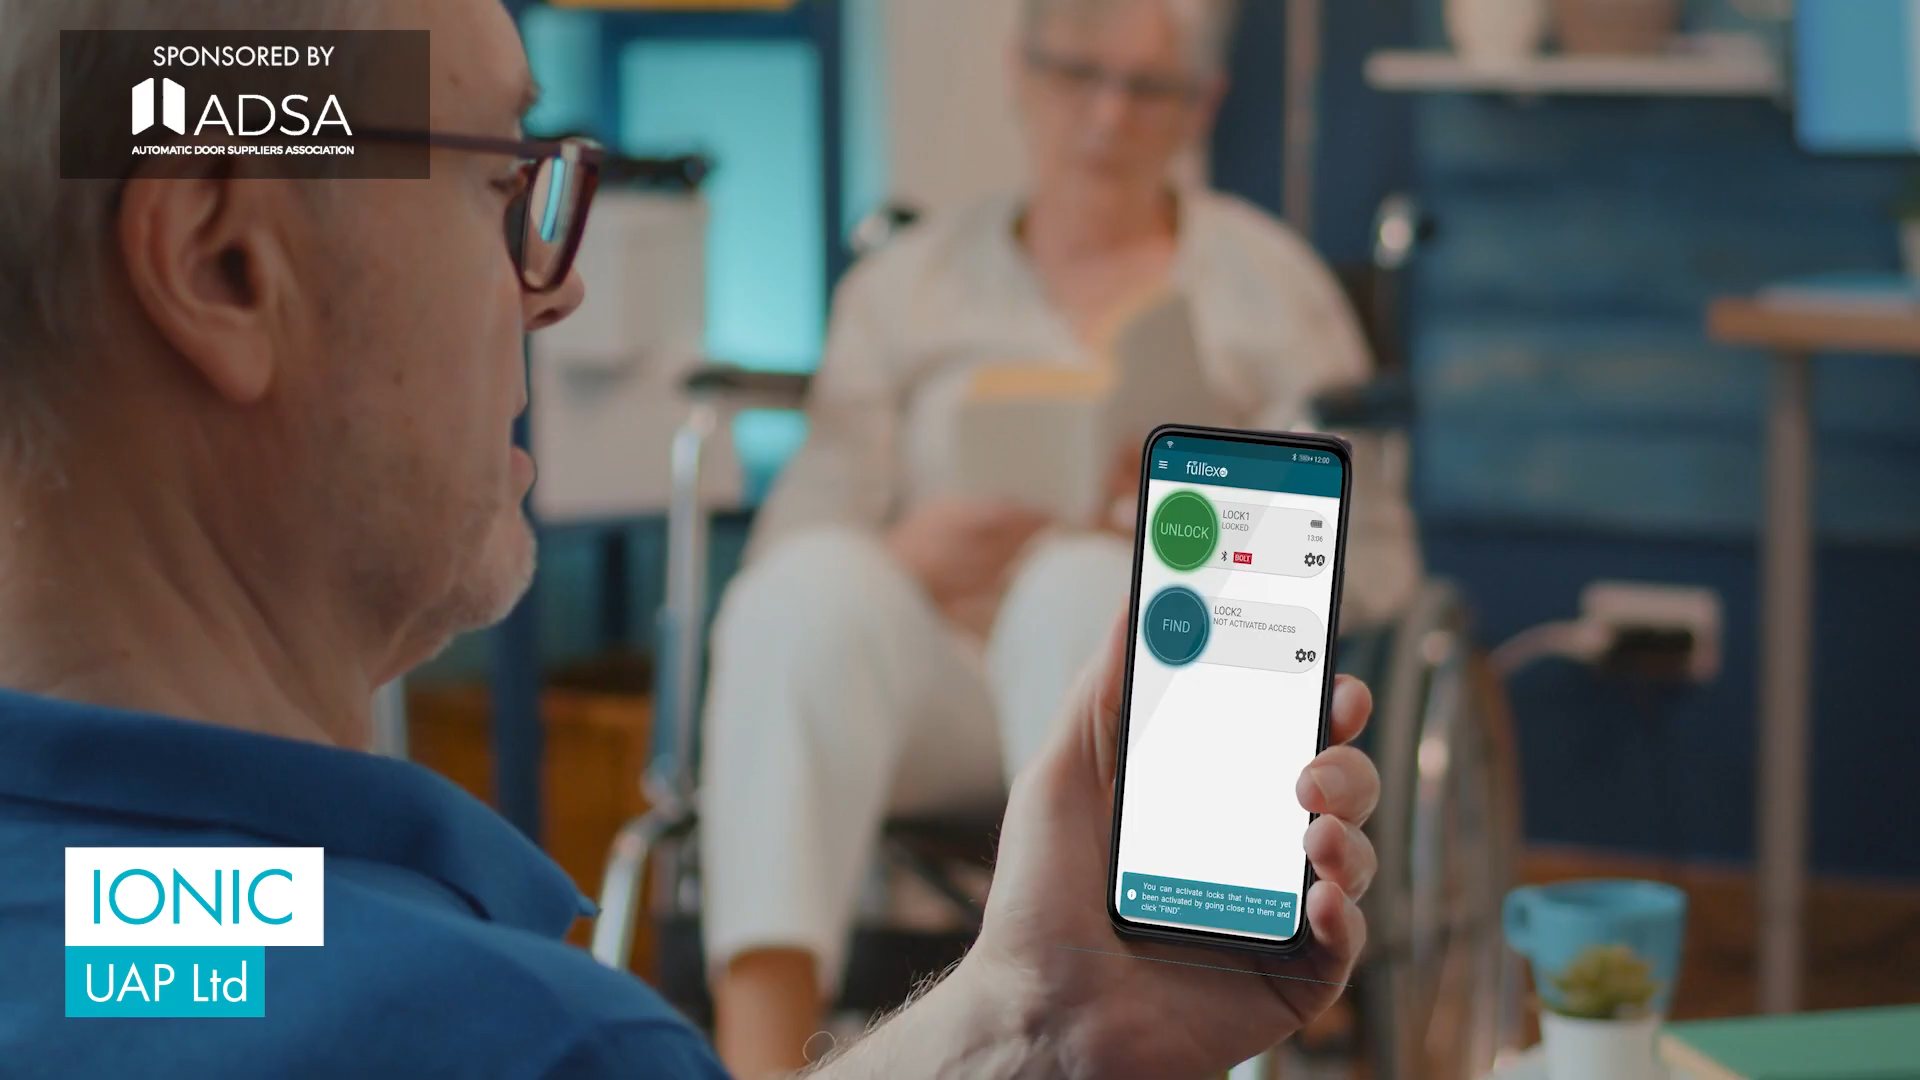 SPONSORED BY
ADSA
AUTOMATIC DOOR SUPPLIERS ASSOCIATION
12:00
fullex
UNLOCK
LOCK1
LOCKED
13:06
BOLT
FIND
LOCK2
NOT ACTIVATED ACCESS
You can activate locks that have not yet
been activated by going close to them and
click "FIND".
IONIC
UAP Ltd